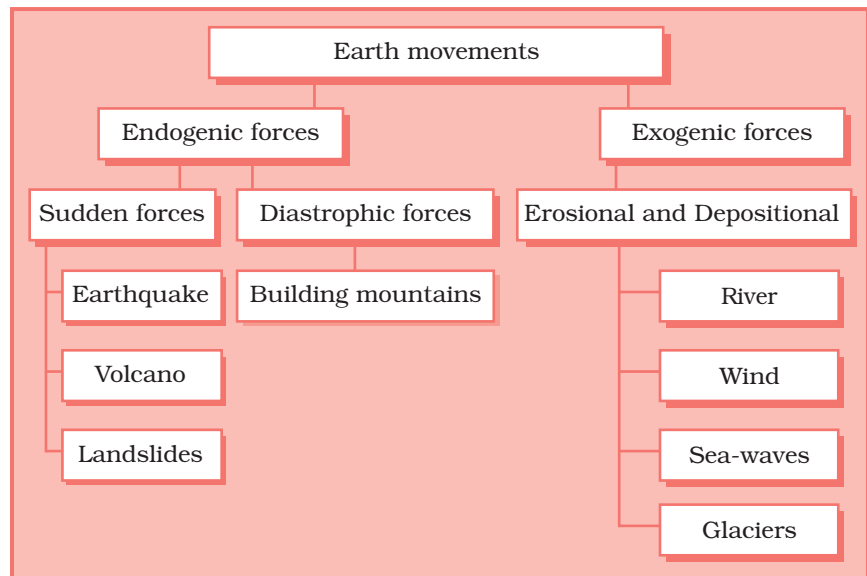 Earth movements
Endogenic forces
Exogenic forces
Sudden forces
Diastrophic forces
Erosional and Depositional
Earthquake
Building mountains
River
Volcano
Wind
Landslides
Sea-waves
Glaciers